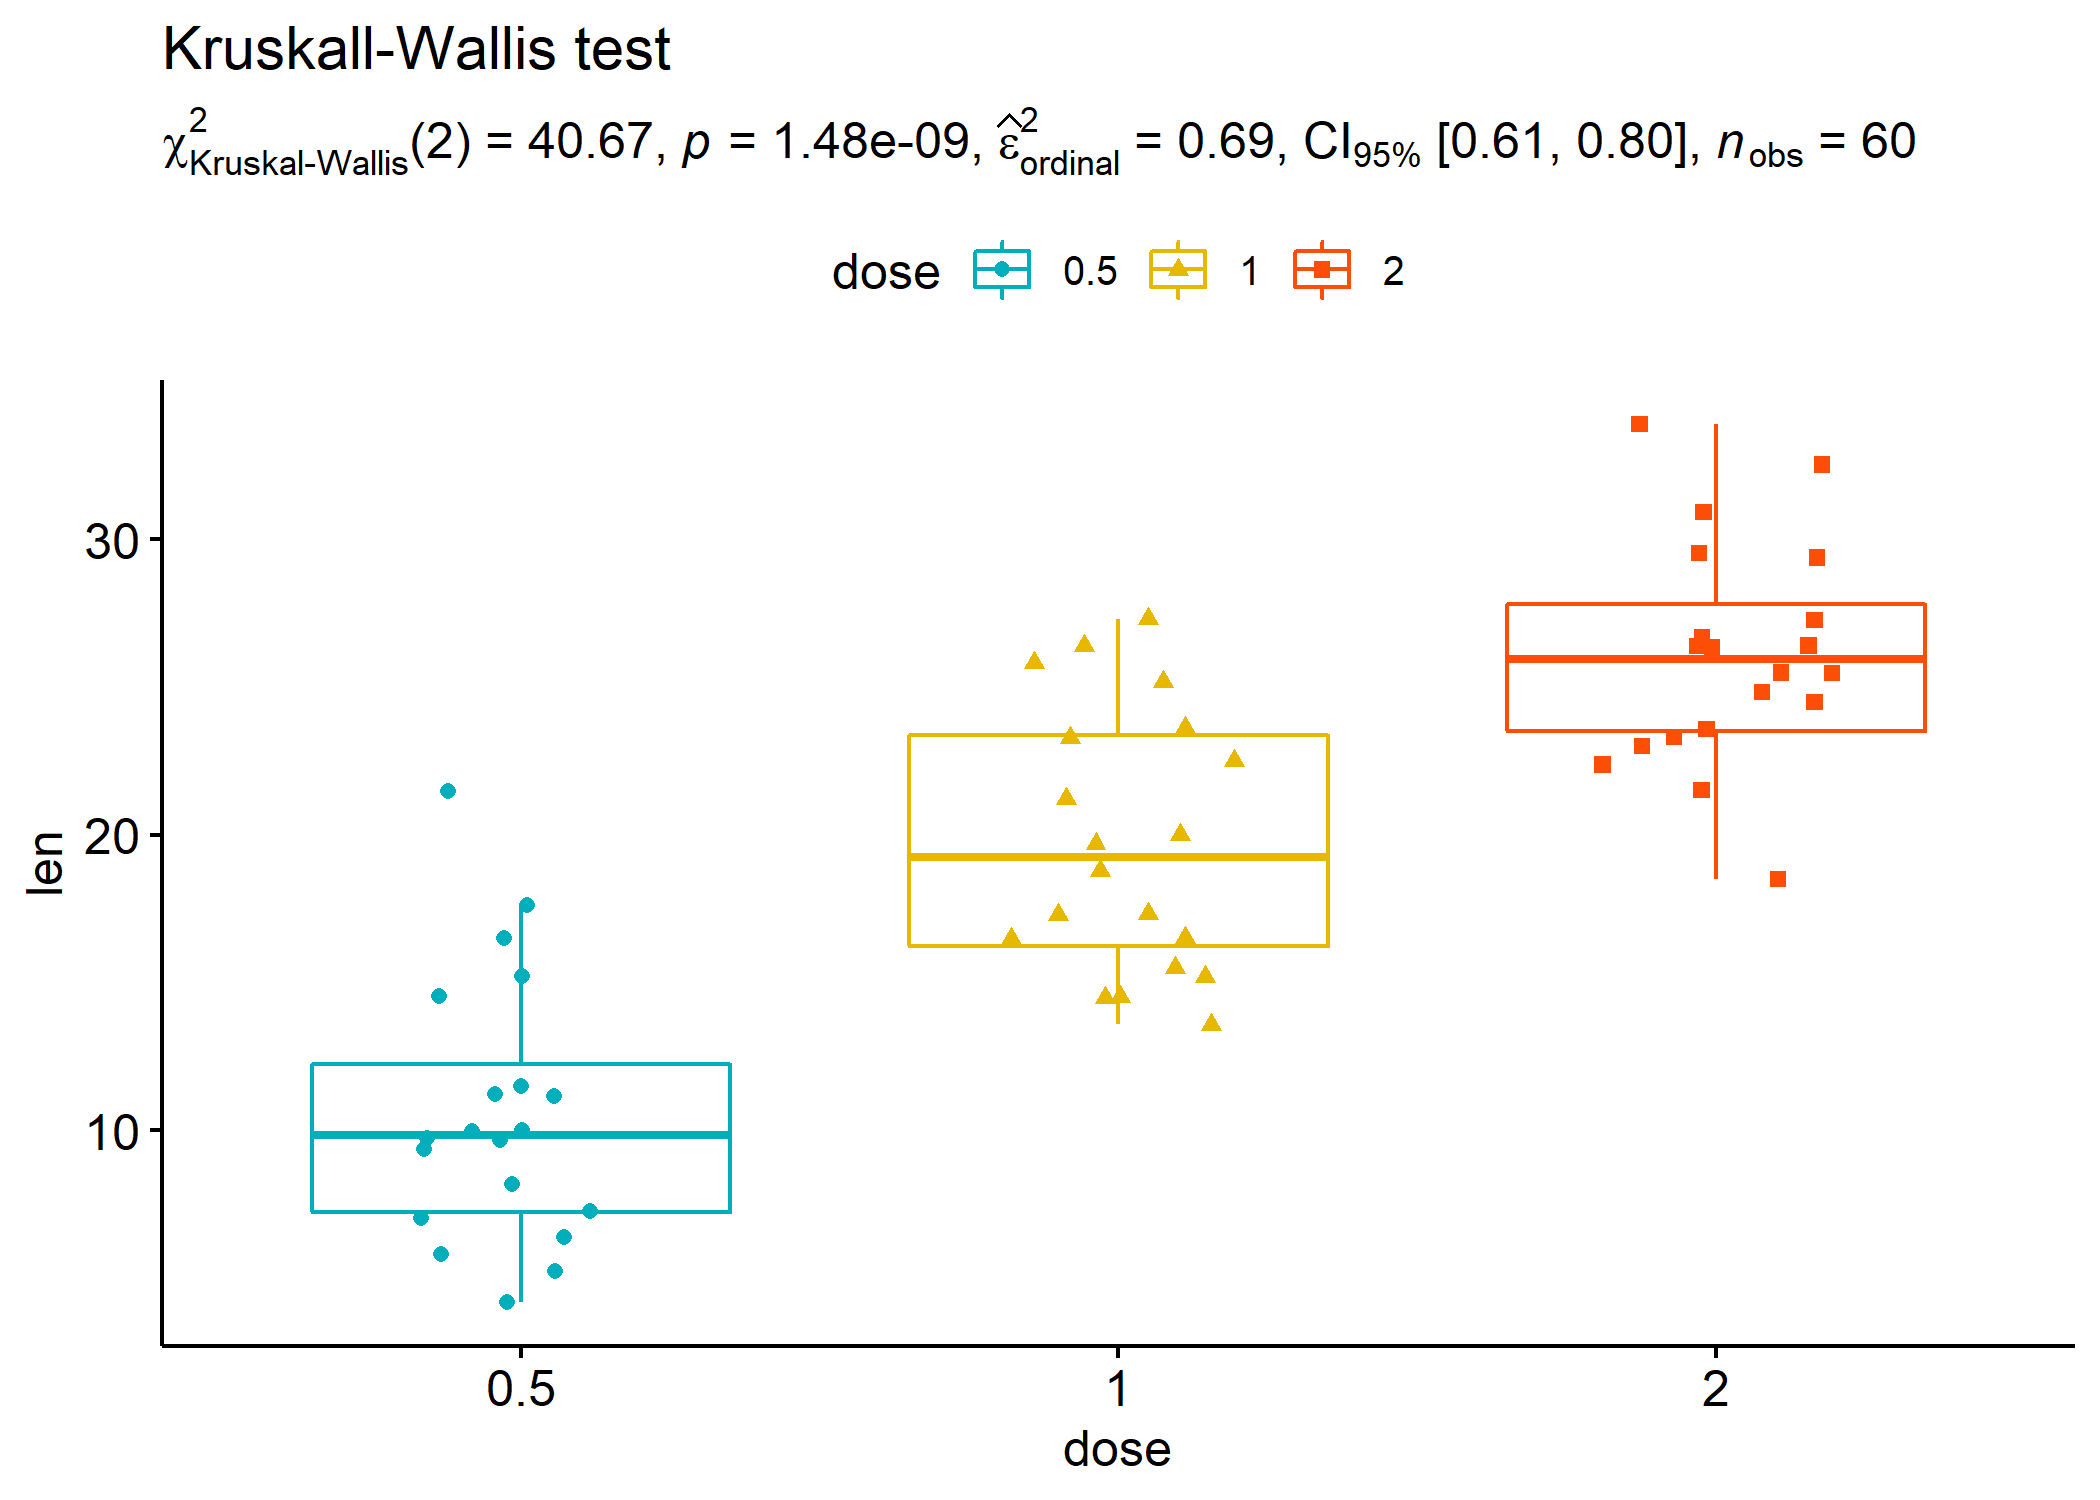 Kruskall-Wallis test
χ²Kruskal-Wallis(2) = 40.67, p = 1.48e-09, ε̂²ordinal = 0.69, CI95% [0.61, 0.80], nobs = 60
dose 0.5 1 2
30
20
10
len
0.5 1 2
dose